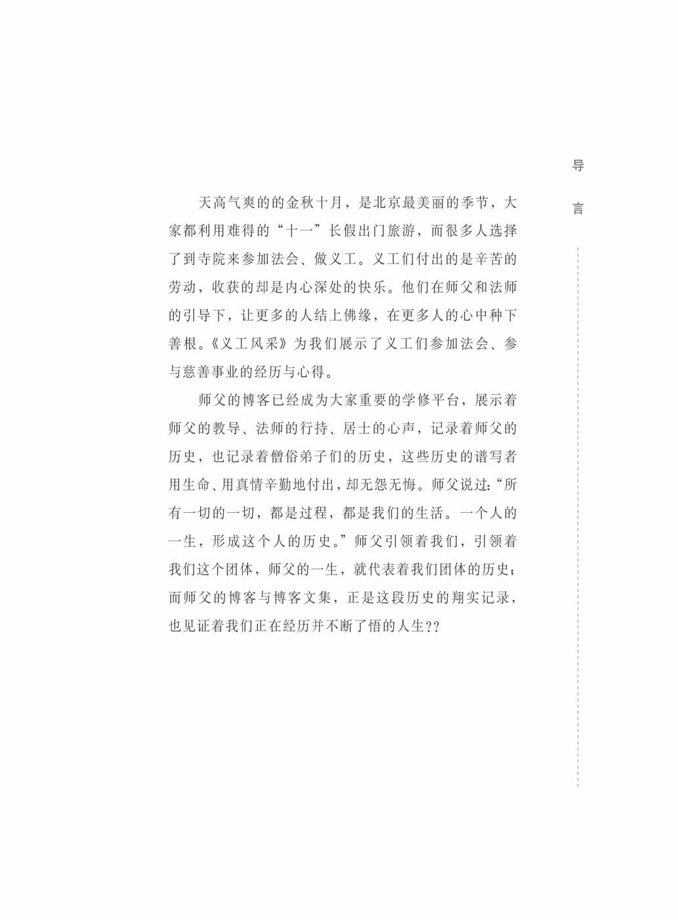 导
言
天高气爽的的金秋十月，是北京最美丽的季节，大
家都利用难得的“十一”长假出门旅游，而很多人选择
了到寺院来参加法会、做义工。义工们付出的是辛苦的
劳动，收获的却是内心深处的快乐。他们在师父和法师
的引导下，让更多的人结上佛缘，在更多人的心中种下
善根。《义工风采》为我们展示了义工们参加法会、参
与慈善事业的经历与心得。
师父的博客已经成为大家重要的学修平台，展示着
师父的教导、法师的行持、居士的心声，记录着师父的
历史，也记录着僧俗弟子们的历史，这些历史的谱写者
用生命、用真情辛勤地付出，却无怨无悔。师父说过：“所
有一切的一切，都是过程，都是我们的生活。一个人的
一生，形成这个人的历史。”师父引领着我们，引领着
我们这个团体，师父的一生，就代表着我们团体的历史；
而师父的博客与博客文集，正是这段历史的翔实记录，
也见证着我们正在经历并不断了悟的人生??